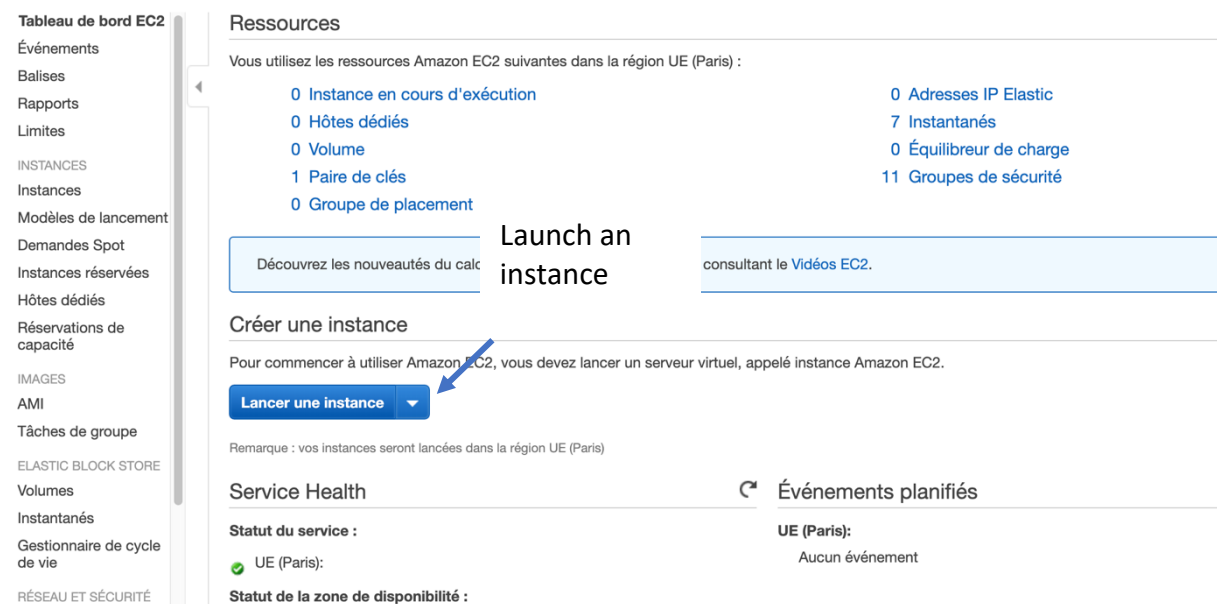 Tableau de bord EC2
Événements
Balises
Rapports
Limites
INSTANCES
Instances
Modèles de lancement
Demandes Spot
Instances réservées
Hôtes dédiés
Réservations de
capacité
IMAGES
AMI
Tâches de groupe
ELASTIC BLOCK STORE
Volumes
Instantanés
Gestionnaire de cycle
de vie
RÉSEAU ET SÉCURITÉ
Ressources
Vous utilisez les ressources Amazon EC2 suivantes dans la région UE (Paris) :
0 Instance en cours d'exécution
0 Hôtes dédiés
0 Volume
1 Paire de clés
0 Groupe de placement
0 Adresses IP Elastic
7 Instantanés
0 Équilibreur de charge
11 Groupes de sécurité
Launch an
instance
Découvrez les nouveautés du calc consultant le Vidéos EC2.
Créer une instance
Pour commencer à utiliser Amazon EC2, vous devez lancer un serveur virtuel, appelé instance Amazon EC2.
Lancer une instance
Remarque : vos instances seront lancées dans la région UE (Paris)
Service Health
Statut du service :
UE (Paris):
Statut de la zone de disponibilité :
Événements planifiés
UE (Paris):
Aucun événement